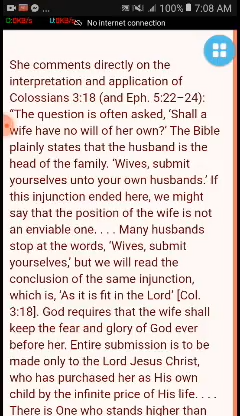 100% 7:08 AM
No internet connection
She comments directly on the
interpretation and application of
Colossians 3:18 (and Eph. 5:22–24):
“The question is often asked, ‘Shall a
wife have no will of her own?’ The Bible
plainly states that the husband is the
head of the family. ‘Wives, submit
yourselves unto your own husbands.’ If
this injunction ended here, we might
say that the position of the wife is not
an enviable one. . . . Many husbands
stop at the words, ‘Wives, submit
yourselves,’ but we will read the
conclusion of the same injunction,
which is, ‘As it is fit in the Lord’ [Col.
3:18]. God requires that the wife shall
keep the fear and glory of God ever
before her. Entire submission is to be
made only to the Lord Jesus Christ,
who has purchased her as His own
child by the infinite price of His life. . . .
There is One who stands higher than